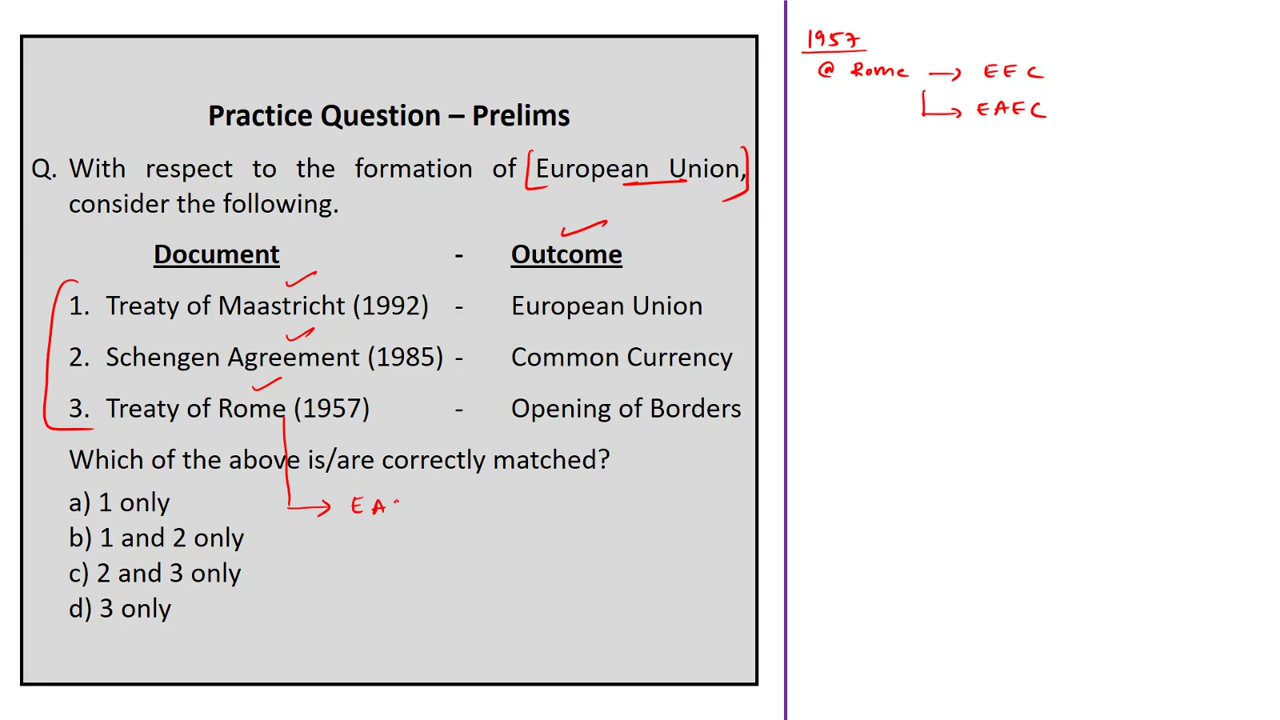 Practice Question – Prelims
Q. With respect to the formation of European Union,
consider the following.
Document - Outcome
1. Treaty of Maastricht (1992) - European Union
2. Schengen Agreement (1985) - Common Currency
3. Treaty of Rome (1957) - Opening of Borders
Which of the above is/are correctly matched?
a) 1 only
→ E A
b) 1 and 2 only
c) 2 and 3 only
d) 3 only
1957
@ Rome → EEC
→ EAEC